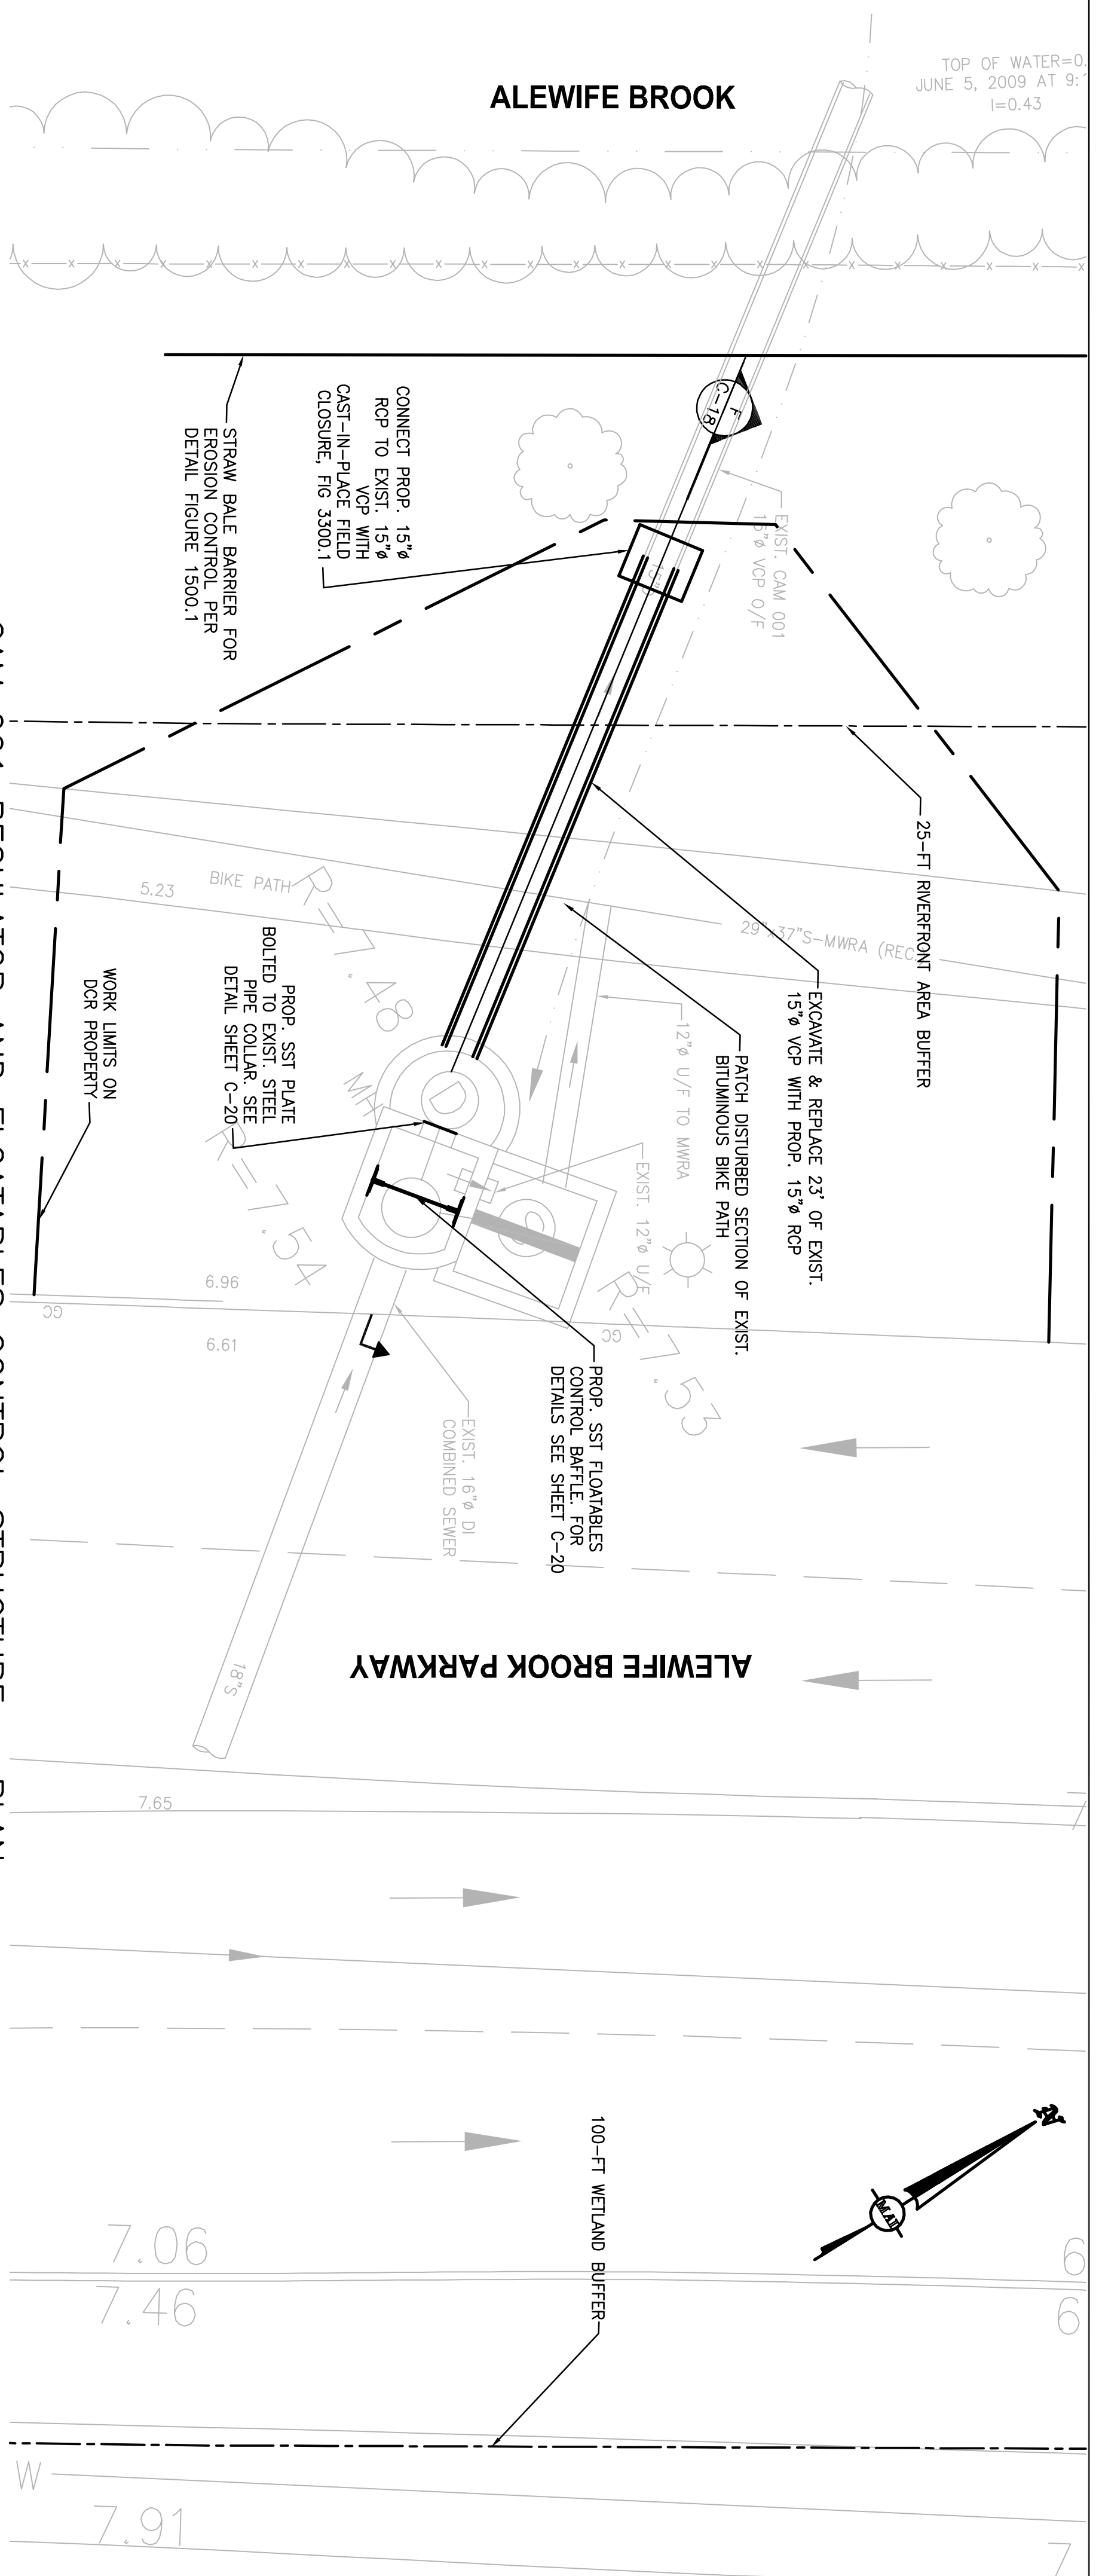 TOP OF WATER=0.
JUNE 5, 2009 AT 9:
I=0.43
ALEWIFE BROOK
F
C-18
CONNECT PROP. 15"ø
RCP TO EXIST. 15"ø
VCP WITH
CAST-IN-PLACE FIELD
CLOSURE, FIG 3300.1
STRAW BALE BARRIER FOR
EROSION CONTROL PER
DETAIL FIGURE 1500.1
EXIST. CAM 001
15"ø VCP O/F
25-FT RIVERFRONT AREA BUFFER
BIKE PATH
5.23
R=7.48
29"x37"S-MWRA (REC)
EXCAVATE & REPLACE 23' OF EXIST.
15"ø VCP WITH PROP. 15"ø RCP
PATCH DISTURBED SECTION OF EXIST.
BITUMINOUS BIKE PATH
12"ø U/F TO MWRA
EXIST. 12"ø U/F
PROP. SST PLATE
BOLTED TO EXIST. STEEL
PIPE COLLAR. SEE
DETAIL SHEET C-20
WORK LIMITS ON
DCR PROPERTY
D
MH
R=7.54
R=7.53
6.96
6.61
GC
GC
PROP. SST FLOATABLES
CONTROL BAFFLE. FOR
DETAILS SEE SHEET C-20
EXIST. 16"ø DI
COMBINED SEWER
18"S
ALEWIFE BROOK PARKWAY
7.65
100-FT WETLAND BUFFER
N
MAI
7.06
7.46
6
6
W
7.91
7